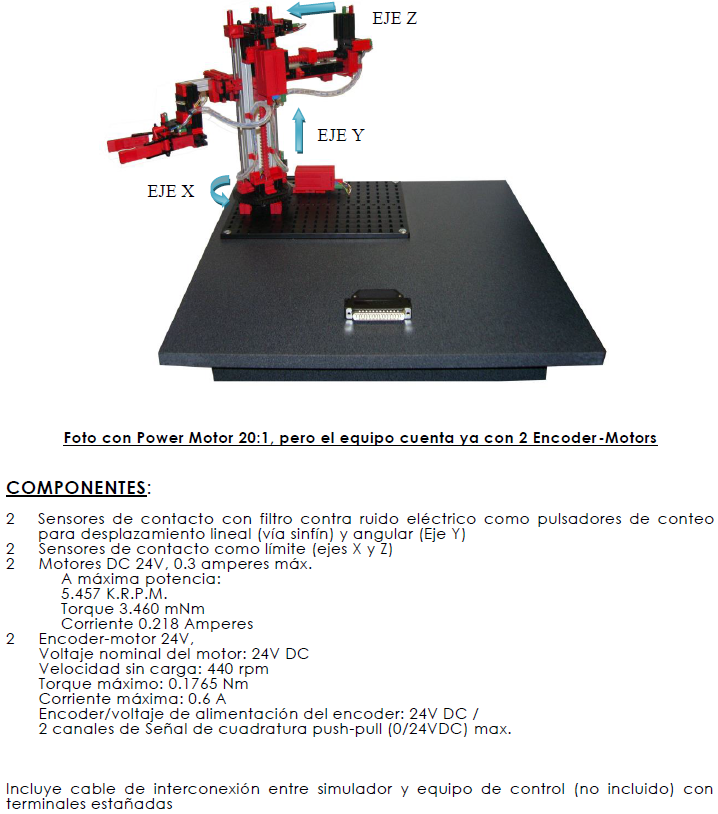 EJE Z
EJE Y
EJE X
Foto con Power Motor 20:1, pero el equipo cuenta ya con 2 Encoder-Motors
COMPONENTES:
2 Sensores de contacto con filtro contra ruido eléctrico como pulsadores de conteo
para desplazamiento lineal (vía sinfín) y angular (Eje Y)
2 Sensores de contacto como límite (ejes X y Z)
2 Motores DC 24V, 0.3 amperes máx.
A máxima potencia:
5.457 K.R.P.M.
Torque 3.460 mNm
Corriente 0.218 Amperes
2 Encoder-motor 24V,
Voltaje nominal del motor: 24V DC
Velocidad sin carga: 440 rpm
Torque máximo: 0.1765 Nm
Corriente máxima: 0.6 A
Encoder/voltaje de alimentación del encoder: 24V DC /
2 canales de Señal de cuadratura push-pull (0/24VDC) max.
Incluye cable de interconexión entre simulador y equipo de control (no incluido) con
terminales estañadas